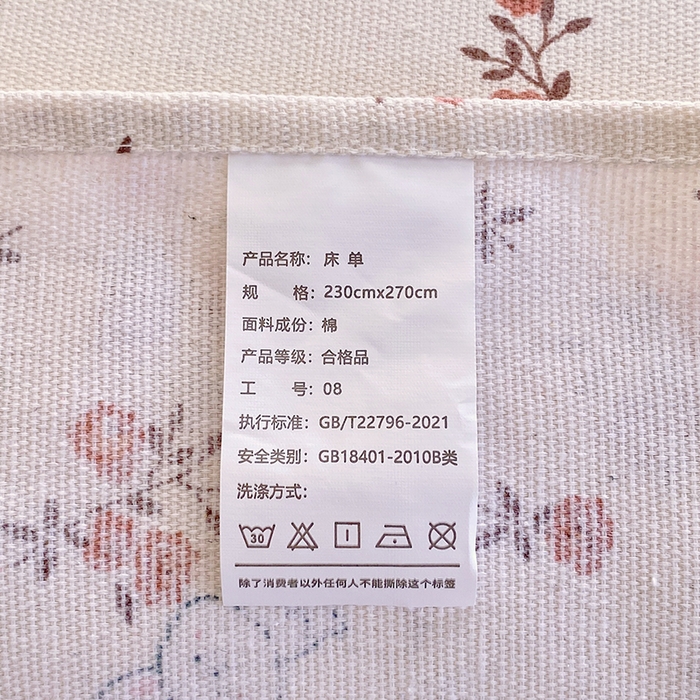 产品名称： 床 单
规 格：230cmx270cm
面料成份：棉
产品等级：合格品
工 号：08
执行标准：GB/T22796-2021
安全类别：GB18401-2010B类
洗涤方式：
30
除了消费者以外任何人不能撕除这个标签